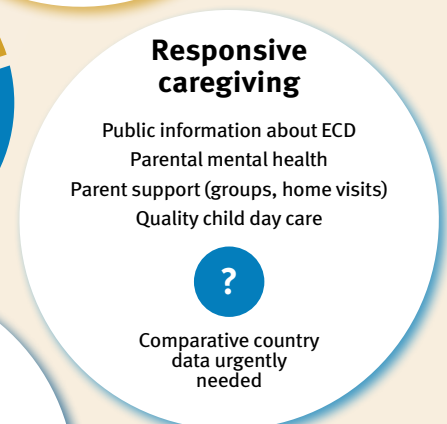 Responsive
caregiving
Public information about ECD
Parental mental health
Parent support (groups, home visits)
Quality child day care
?
Comparative country
data urgently
needed